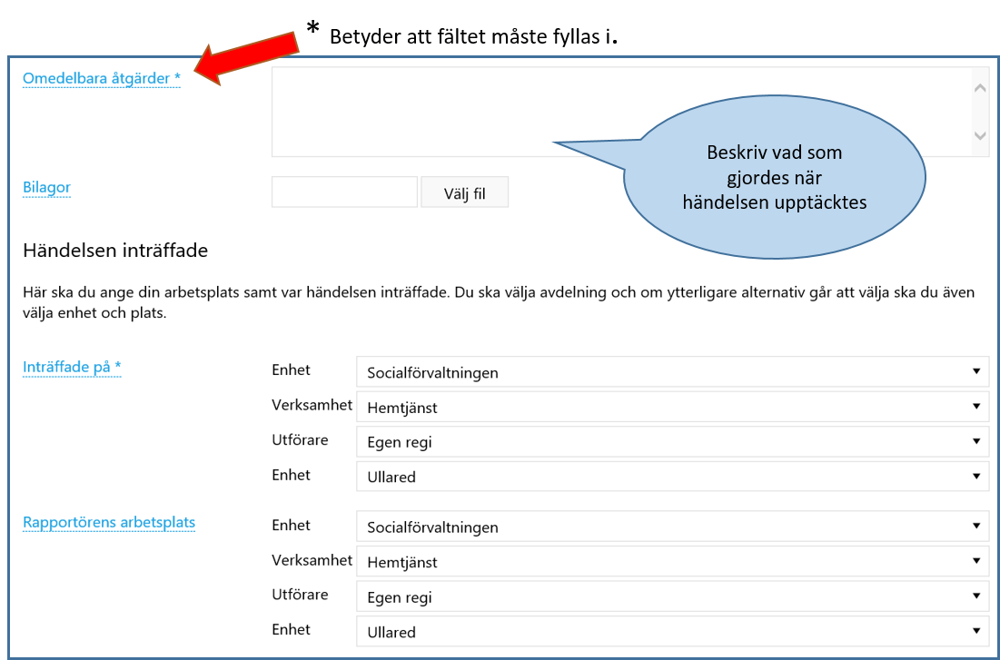 * Betyder att fältet måste fyllas i.
Omedelbara åtgärder *
Beskriv vad som
gjordes när
händelsen upptäcktes
Bilagor
Välj fil
Händelsen inträffade
Här ska du ange din arbetsplats samt var händelsen inträffade. Du ska välja avdelning och om ytterligare alternativ går att välja ska du även
välja enhet och plats.
Inträffade på *
Enhet Socialförvaltningen
Verksamhet Hemtjänst
Utförare Egen regi
Enhet Ullared
Rapportörens arbetsplats
Enhet Socialförvaltningen
Verksamhet Hemtjänst
Utförare Egen regi
Enhet Ullared